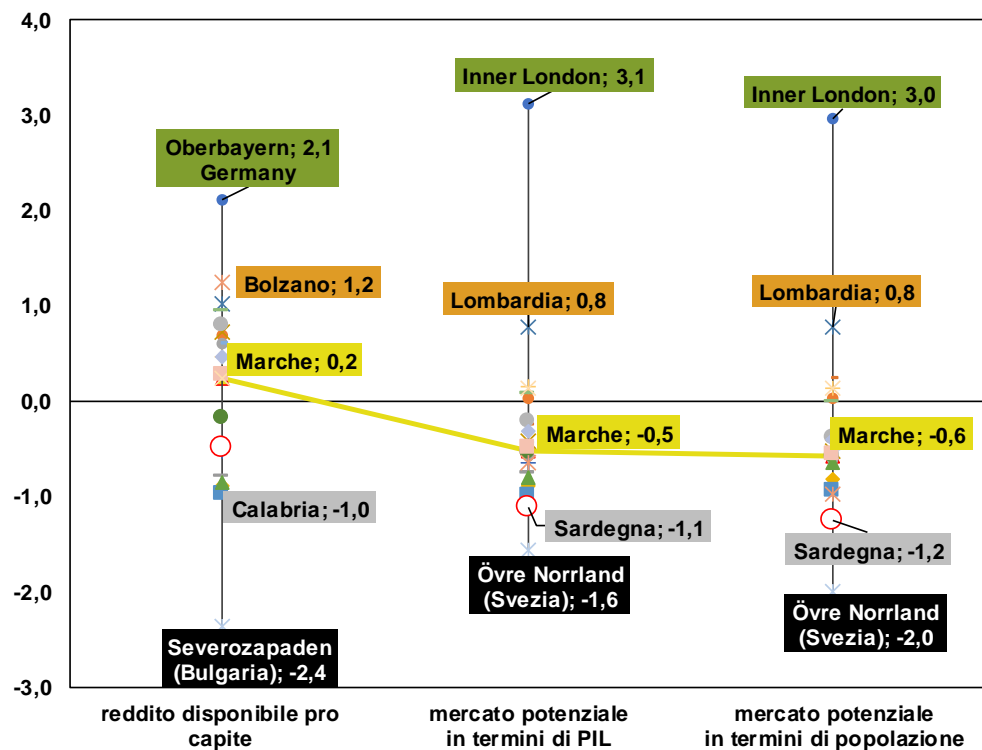 4,0
3,0
2,0
1,0
0,0
-1,0
-2,0
-3,0
Oberbayern; 2,1
Germany
Bolzano; 1,2
Marche; 0,2
Calabria; -1,0
Severozapaden
(Bulgaria); -2,4
Inner London; 3,1
Lombardia; 0,8
Marche; -0,5
Sardegna; -1,1
Övre Norrland
(Svezia); -1,6
Inner London; 3,0
Lombardia; 0,8
Marche; -0,6
Sardegna; -1,2
Övre Norrland
(Svezia); -2,0
reddito disponibile pro
capite
mercato potenziale
in termini di PIL
mercato potenziale
in termini di popolazione